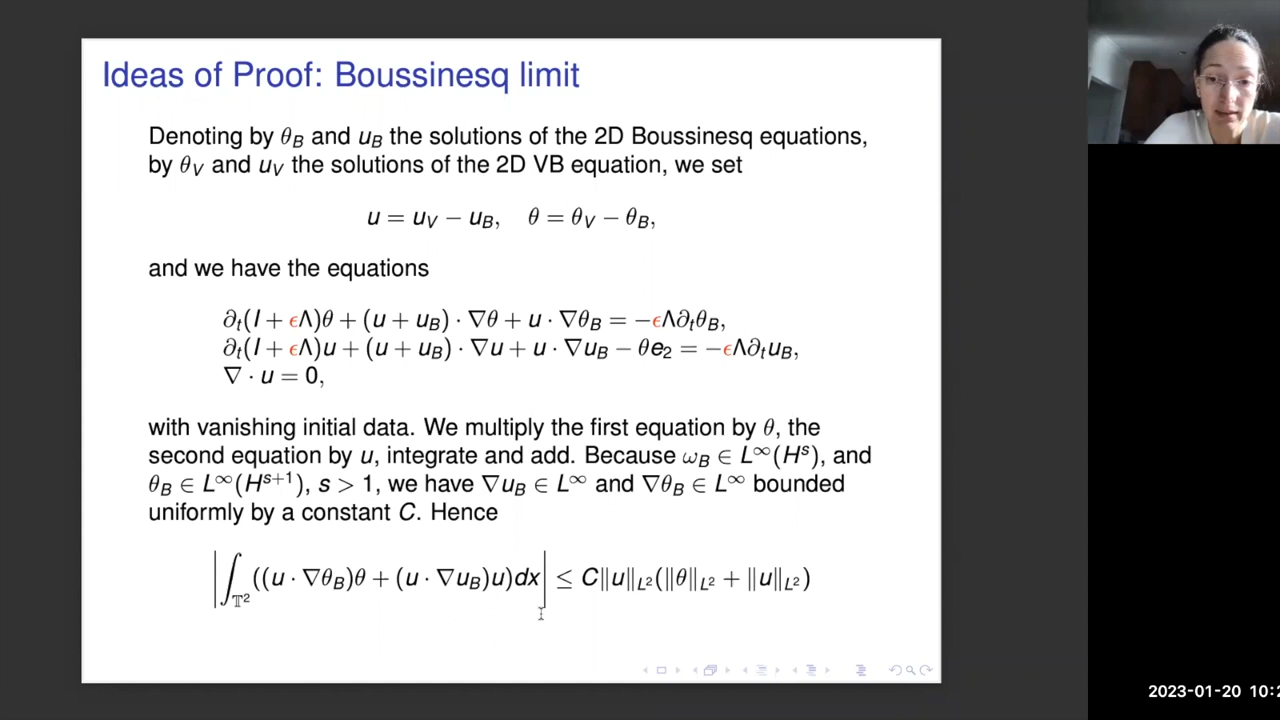 Ideas of Proof: Boussinesq limit
Denoting by θ_B and u_B the solutions of the 2D Boussinesq equations,
by θ_V and u_V the solutions of the 2D VB equation, we set
u = u_V − u_B,   θ = θ_V − θ_B,
and we have the equations
∂_t(I + ϵΛ)θ + (u + u_B) · ∇θ + u · ∇θ_B = −ϵΛ∂_tθ_B,
∂_t(I + ϵΛ)u + (u + u_B) · ∇u + u · ∇u_B − θe_2 = −ϵΛ∂_tu_B,
∇ · u = 0,
with vanishing initial data. We multiply the first equation by θ, the
second equation by u, integrate and add. Because ω_B ∈ L^∞(H^s), and
θ_B ∈ L^∞(H^{s+1}), s > 1, we have ∇u_B ∈ L^∞ and ∇θ_B ∈ L^∞ bounded
uniformly by a constant C. Hence
|∫_{𝕋^2} ((u · ∇θ_B)θ + (u · ∇u_B)u)dx| ≤ C‖u‖_{L^2}(‖θ‖_{L^2} + ‖u‖_{L^2})
2023-01-20 10:2